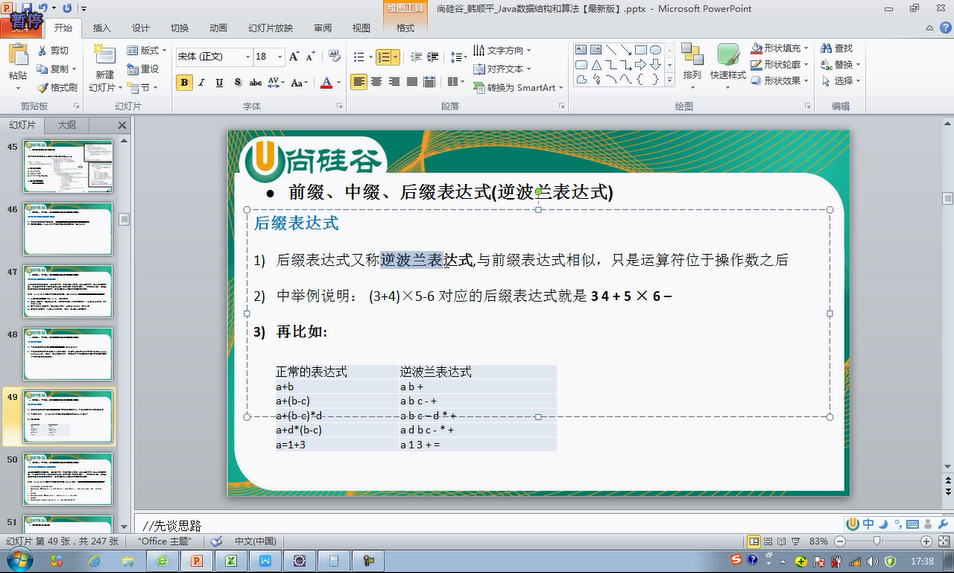 暂停
尚硅谷_韩顺平_Java数据结构和算法【最新版】.pptx - Microsoft PowerPoint
绘图工具
文件 开始 插入 设计 切换 动画 幻灯片放映 审阅 视图 格式
粘贴 剪切 复制 格式刷
剪贴板
新建 幻灯片 版式 重设 节
幻灯片
宋体 (正文) 18
B I U S abc AV Aa A
字体
文字方向
对齐文本
转换为 SmartArt
段落
排列 快速样式 形状填充 形状轮廓 形状效果
绘图
查找
替换
选择
编辑
幻灯片 大纲
45
46
47
48
49
50
51
尚硅谷
● 前缀、中缀、后缀表达式(逆波兰表达式)
后缀表达式
1) 后缀表达式又称逆波兰表达式,与前缀表达式相似，只是运算符位于操作数之后
2) 中举例说明： (3+4)×5-6 对应的后缀表达式就是 3 4 + 5 × 6 –
3) 再比如:
正常的表达式 逆波兰表达式
a+b a b +
a+(b-c) a b c - +
a+(b-c)*d a b c – d * +
a+d*(b-c) a d b c - * +
a=1+3 a 1 3 + =
//先谈思路
幻灯片 第 49 张，共 247 张 "Office 主题" 中文(中国) 83%
中
17:38